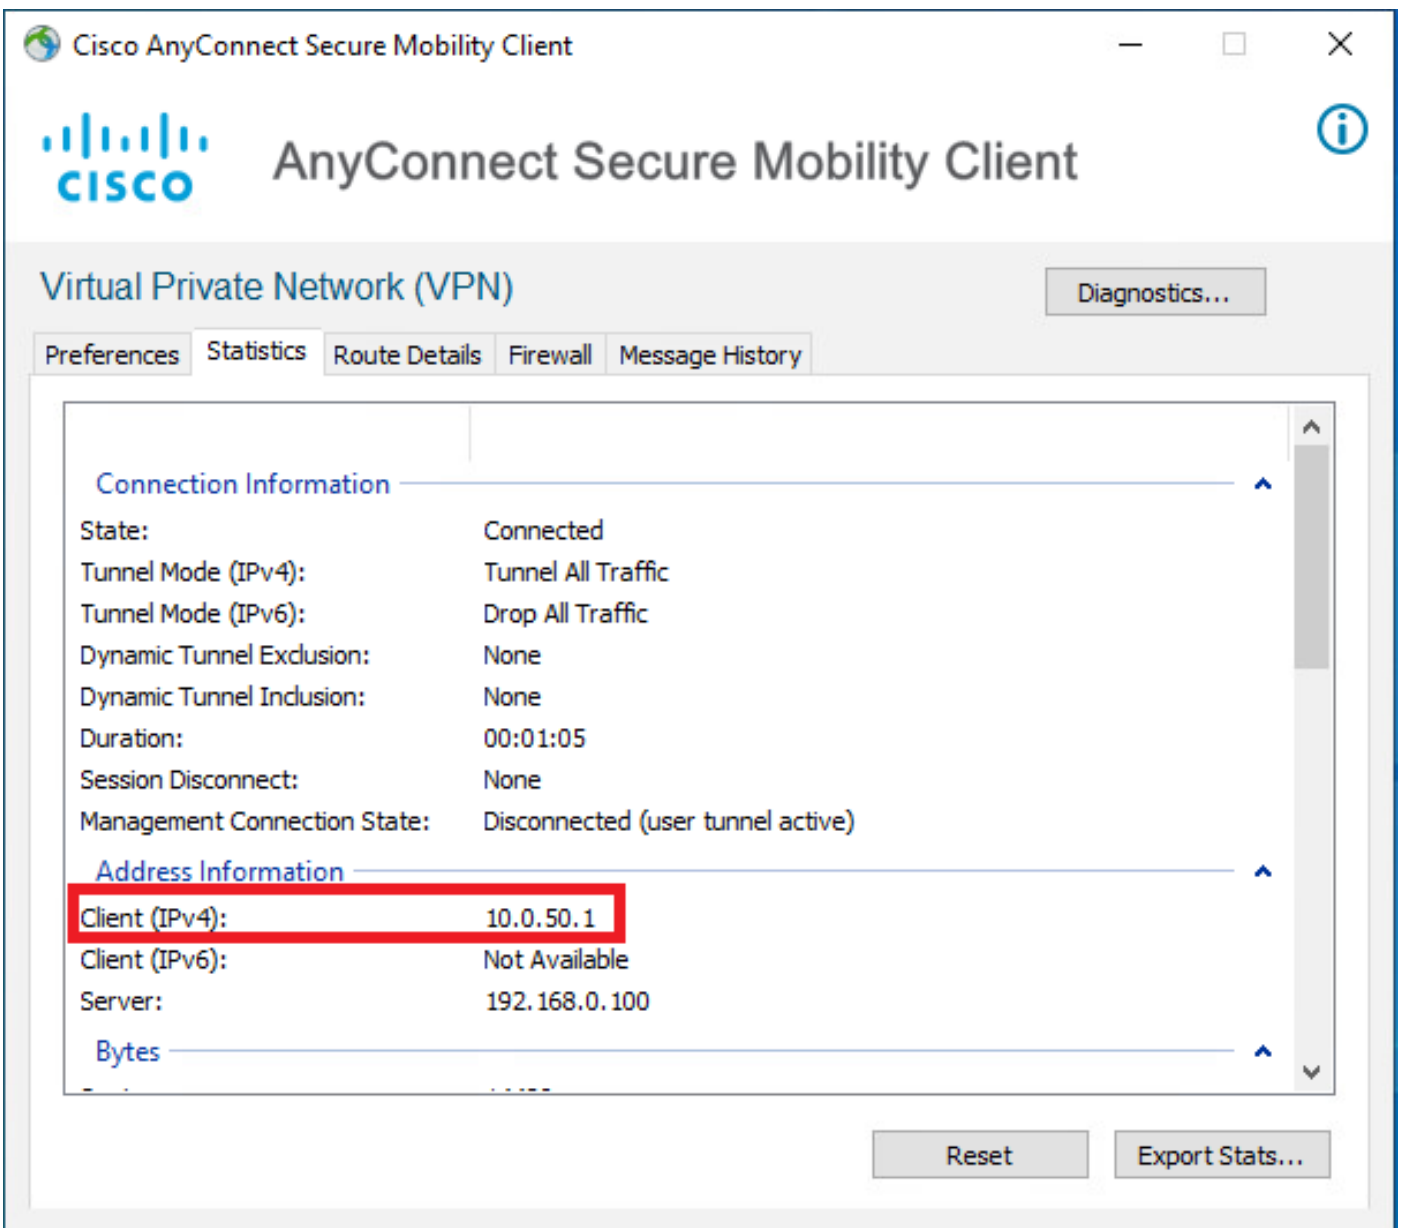 Cisco AnyConnect Secure Mobility Client
CISCO
AnyConnect Secure Mobility Client
Virtual Private Network (VPN)
Diagnostics...
Preferences Statistics Route Details Firewall Message History
Connection Information
State: Connected
Tunnel Mode (IPv4): Tunnel All Traffic
Tunnel Mode (IPv6): Drop All Traffic
Dynamic Tunnel Exclusion: None
Dynamic Tunnel Inclusion: None
Duration: 00:01:05
Session Disconnect: None
Management Connection State: Disconnected (user tunnel active)
Address Information
Client (IPv4): 10.0.50.1
Client (IPv6): Not Available
Server: 192.168.0.100
Bytes
Reset Export Stats...